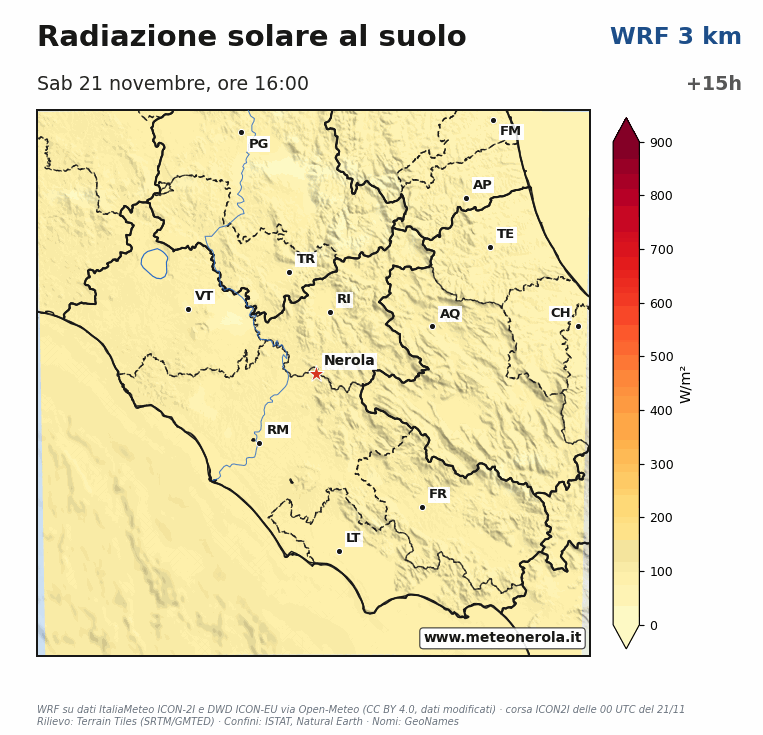 Radiazione solare al suolo
WRF 3 km
Sab 21 novembre, ore 16:00
+15h
PG
FM
AP
TE
TR
VT
RI
AQ
CH
Nerola
RM
FR
LT
www.meteonerola.it
900
800
700
600
500
400
300
200
100
0
W/m²
WRF su dati ItaliaMeteo ICON-2I e DWD ICON-EU via Open-Meteo (CC BY 4.0, dati modificati) · corsa ICON2I delle 00 UTC del 21/11
Rilievo: Terrain Tiles (SRTM/GMTED) · Confini: ISTAT, Natural Earth · Nomi: GeoNames